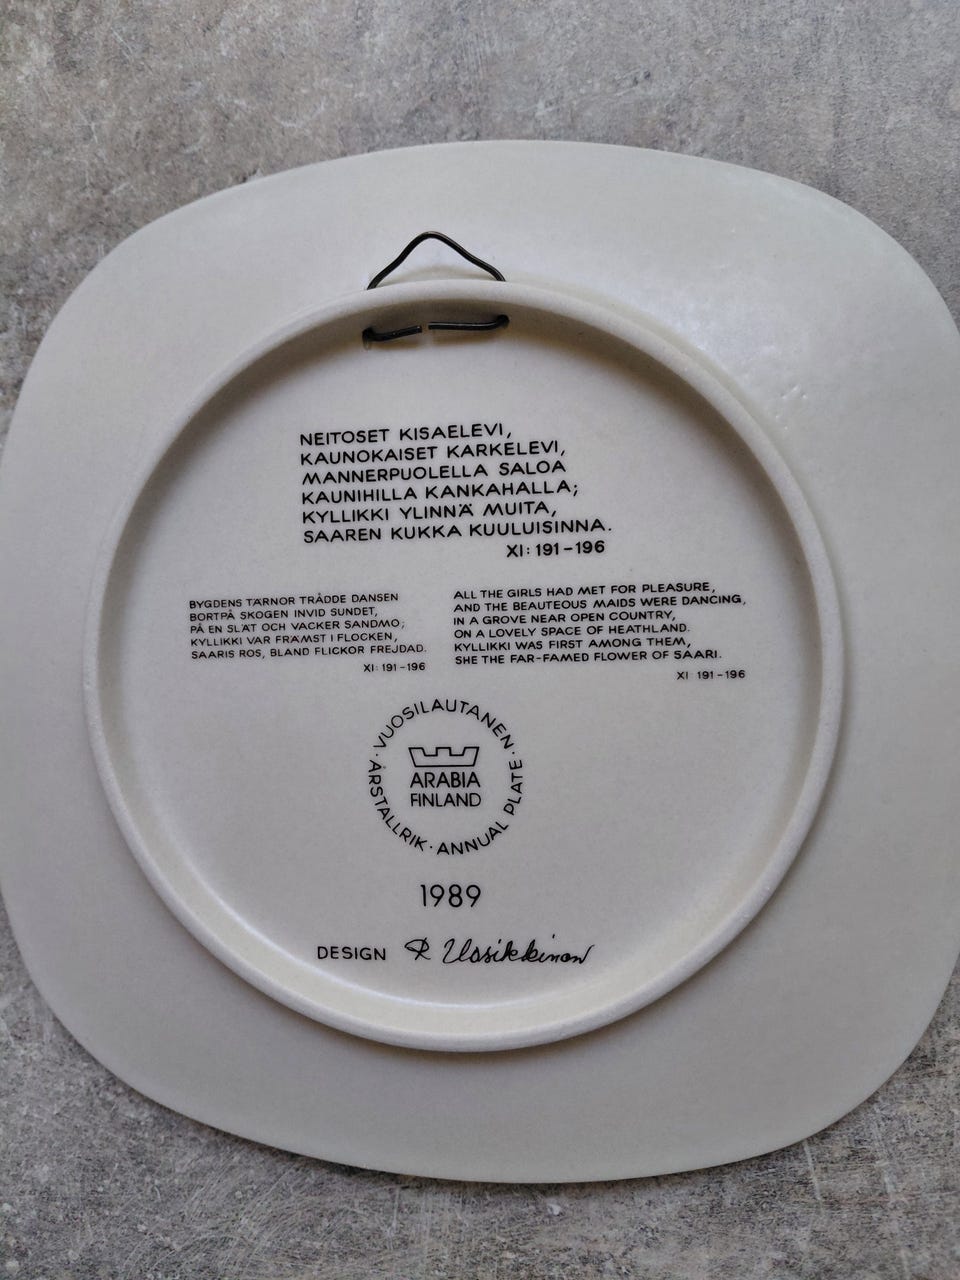 NEITOSET KISAELEVI,
KAUNOKAISET KARKELEVI,
MANNERPUOLELLA SALOA
KAUNIHILLA KANKAHALLA;
KYLLIKKI YLINNÄ MUITA,
SAAREN KUKKA KUULUISINNA.
XI: 191–196
BYGDENS TÄRNOR TRÅDDE DANSEN
BORTPÅ SKOGEN INVID SUNDET,
PÅ EN SLÄT OCH VACKER SANDMO;
KYLLIKKI VAR FRÄMST I FLOCKEN,
SAARIS ROS, BLAND FLICKOR FREJDAD.
XI: 191–196
ALL THE GIRLS HAD MET FOR PLEASURE,
AND THE BEAUTEOUS MAIDS WERE DANCING,
IN A GROVE NEAR OPEN COUNTRY,
ON A LOVELY SPACE OF HEATHLAND.
KYLLIKKI WAS FIRST AMONG THEM,
SHE THE FAR-FAMED FLOWER OF SAARI.
XI 191–196
· VUOSILAUTANEN · ANNUAL PLATE · ÅRSTALLRIK
ARABIA
FINLAND
1989
DESIGN R Uosikkinen